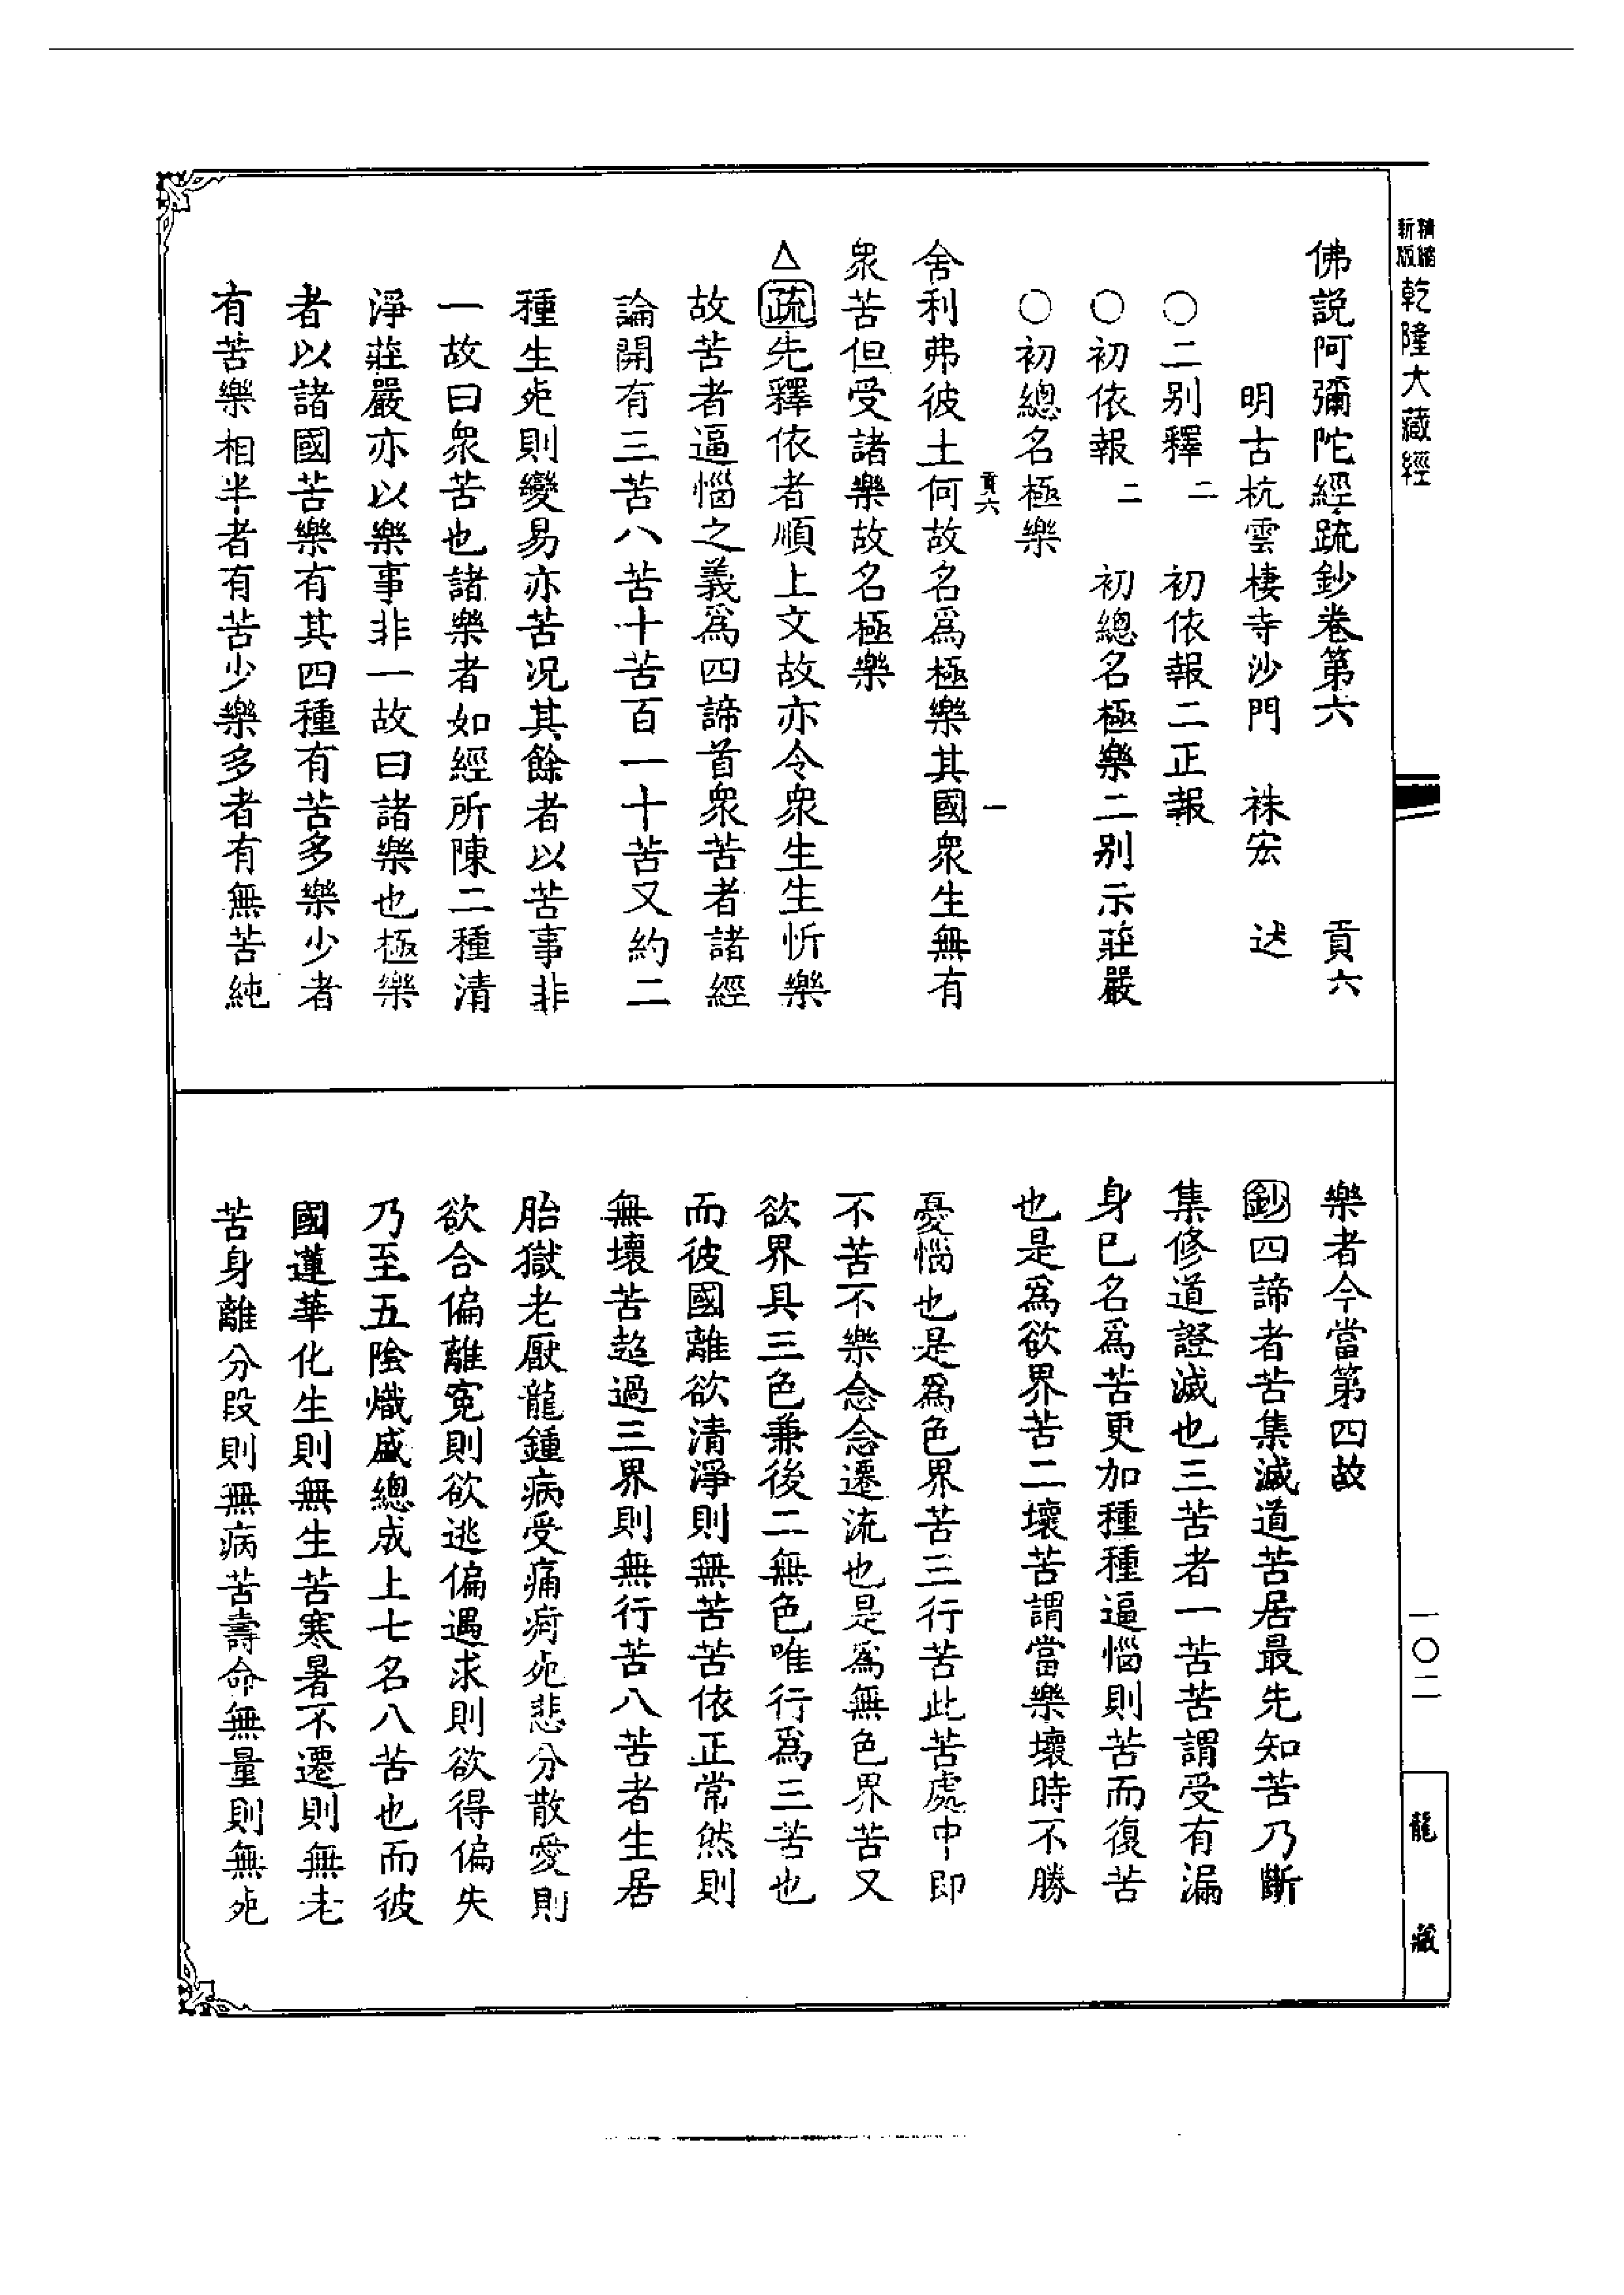 精縮新版
乾隆大藏經
佛説阿彌陀經䟽鈔卷第六　貢六
明古杭雲棲寺沙門　袾宏　述
○二别釋二　初依報二正報
○初依報二　初總名極樂二别示莊嚴
○初總名極樂
貢六　一
舍利弗彼土何故名爲極樂其國衆生無有
衆苦但受諸樂故名極樂
△疏先釋依者順上文故亦令衆生生忻樂
故苦者逼惱之義爲四諦首衆苦者諸經
論開有三苦八苦十苦百一十苦又約二
種生死則變易亦苦况其餘者以苦事非
一故曰衆苦也諸樂者如經所陳二種清
淨莊嚴亦以樂事非一故曰諸樂也極樂
者以諸國苦樂有其四種有苦多樂少者
有苦樂相半者有苦少樂多者有無苦純
樂者今當第四故
鈔四諦者苦集滅道苦居最先知苦乃斷
集修道證滅也三苦者一苦苦謂受有漏
身已名爲苦更加種種逼惱則苦而復苦
也是爲欲界苦二壞苦謂當樂壞時不勝
憂惱也是爲色界苦三行苦此苦處中即
不苦不樂念念遷流也是爲無色界苦又
欲界具三色兼後二無色唯行爲三苦也
而彼國離欲清淨則無苦苦依正常然則
無壞苦超過三界則無行苦八苦者生居
胎獄老厭龍鍾病受痛痾死悲分散愛則
欲合偏離寃則欲逃偏遇求則欲得偏失
乃至五陰熾盛總成上七名八苦也而彼
國蓮華化生則無生苦寒暑不遷則無老
苦身離分段則無病苦壽命無量則無死
一〇二
龍藏